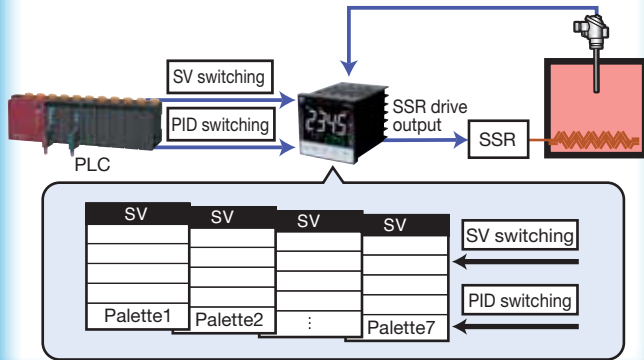 SV switching
PID switching
PLC
2345
SSR drive
output
SSR
SV
SV
SV
SV
Palette1
Palette2
⋮
Palette7
SV switching
PID switching